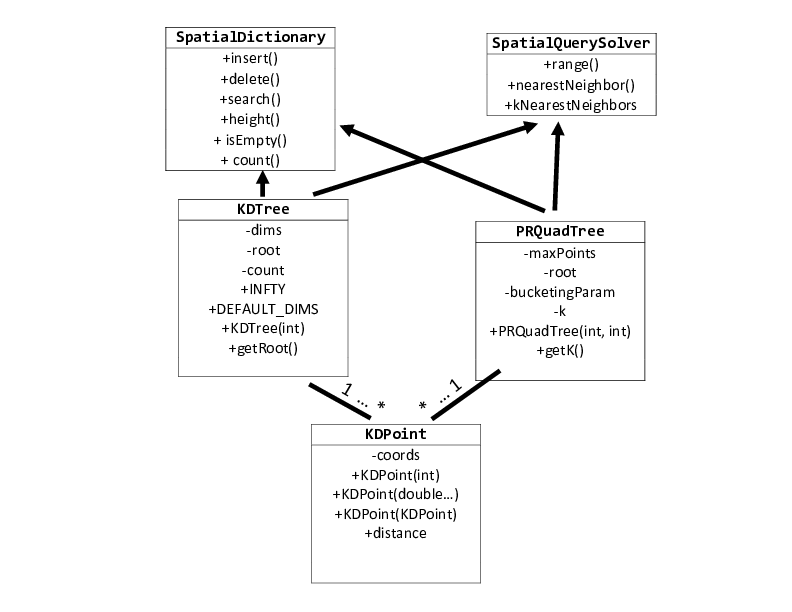 SpatialDictionary
+insert()
+delete()
+search()
+height()
+ isEmpty()
+ count()
SpatialQuerySolver
+range()
+nearestNeighbor()
+kNearestNeighbors
KDTree
-dims
-root
-count
+INFTY
+DEFAULT_DIMS
+KDTree(int)
+getRoot()
PRQuadTree
-maxPoints
-root
-bucketingParam
-k
+PRQuadTree(int, int)
+getK()
1 … *
* … 1
KDPoint
-coords
+KDPoint(int)
+KDPoint(double…)
+KDPoint(KDPoint)
+distance